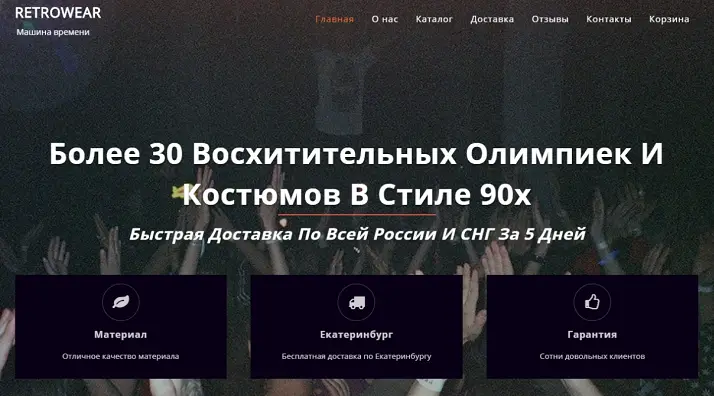 RETROWEAR
Машина времени
Главная О нас Каталог Доставка Отзывы Контакты Корзина
Более 30 Восхитительных Олимпиек И
Костюмов В Стиле 90х
Быстрая Доставка По Всей России И СНГ За 5 Дней
Материал
Отличное качество материала
Екатеринбург
Бесплатная доставка по Екатеринбургу
Гарантия
Сотни довольных клиентов